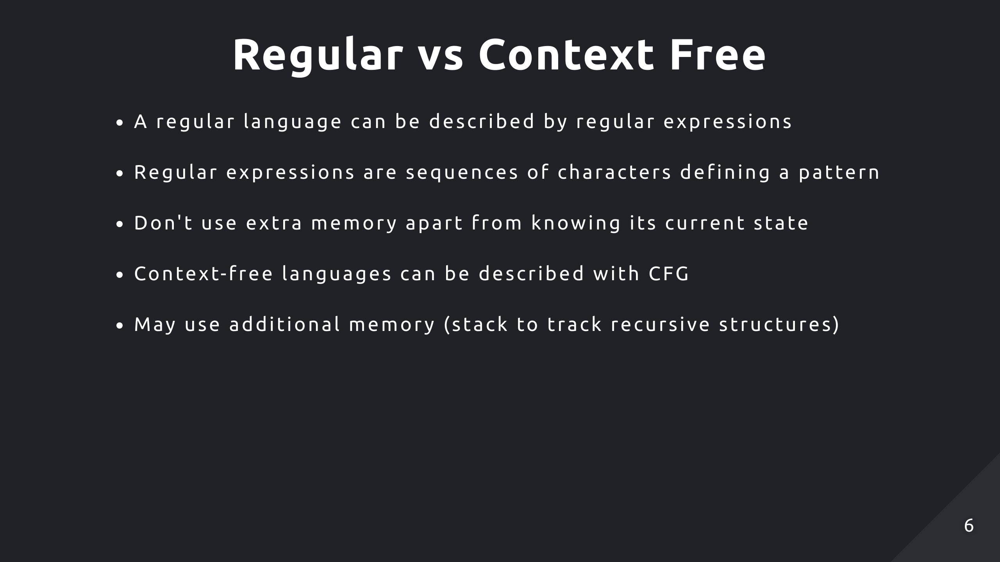 Regular vs Context Free
• A regular language can be described by regular expressions
• Regular expressions are sequences of characters defining a pattern
• Don't use extra memory apart from knowing its current state
• Context-free languages can be described with CFG
• May use additional memory (stack to track recursive structures)
6